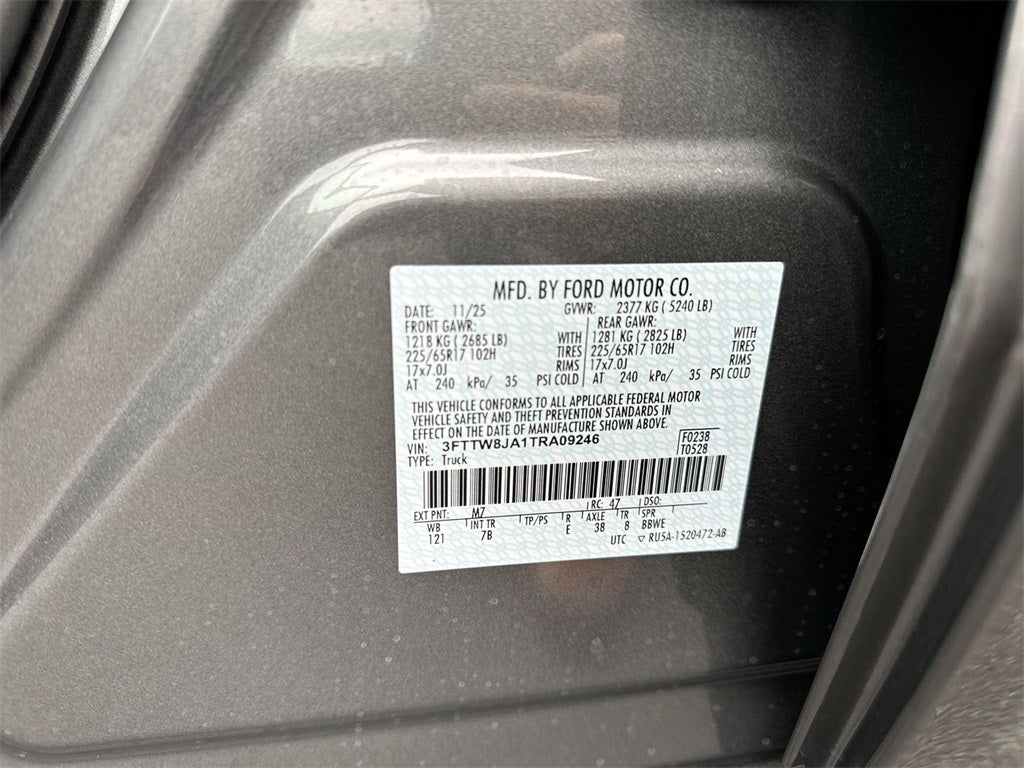 MFD. BY FORD MOTOR CO.
DATE: 11/25 GVWR: 2377 KG ( 5240 LB)
FRONT GAWR: REAR GAWR:
1218 KG ( 2685 LB) WITH 1281 KG ( 2825 LB) WITH
225/65R17 102H TIRES 225/65R17 102H TIRES
17x7.0J RIMS 17x7.0J RIMS
AT 240 kPa/ 35 PSI COLD AT 240 kPa/ 35 PSI COLD
THIS VEHICLE CONFORMS TO ALL APPLICABLE FEDERAL MOTOR
VEHICLE SAFETY AND THEFT PREVENTION STANDARDS IN
EFFECT ON THE DATE OF MANUFACTURE SHOWN ABOVE.
VIN: 3FTTW8JA1TRA09246 F0238
TYPE: Truck T0528
EXT PNT: M7 RC: 47 DSO:
WB INT TR TP/PS R AXLE TR SPR
121 7B E 38 8 BBWE
UTC ▽ RU5A-1520472-AB